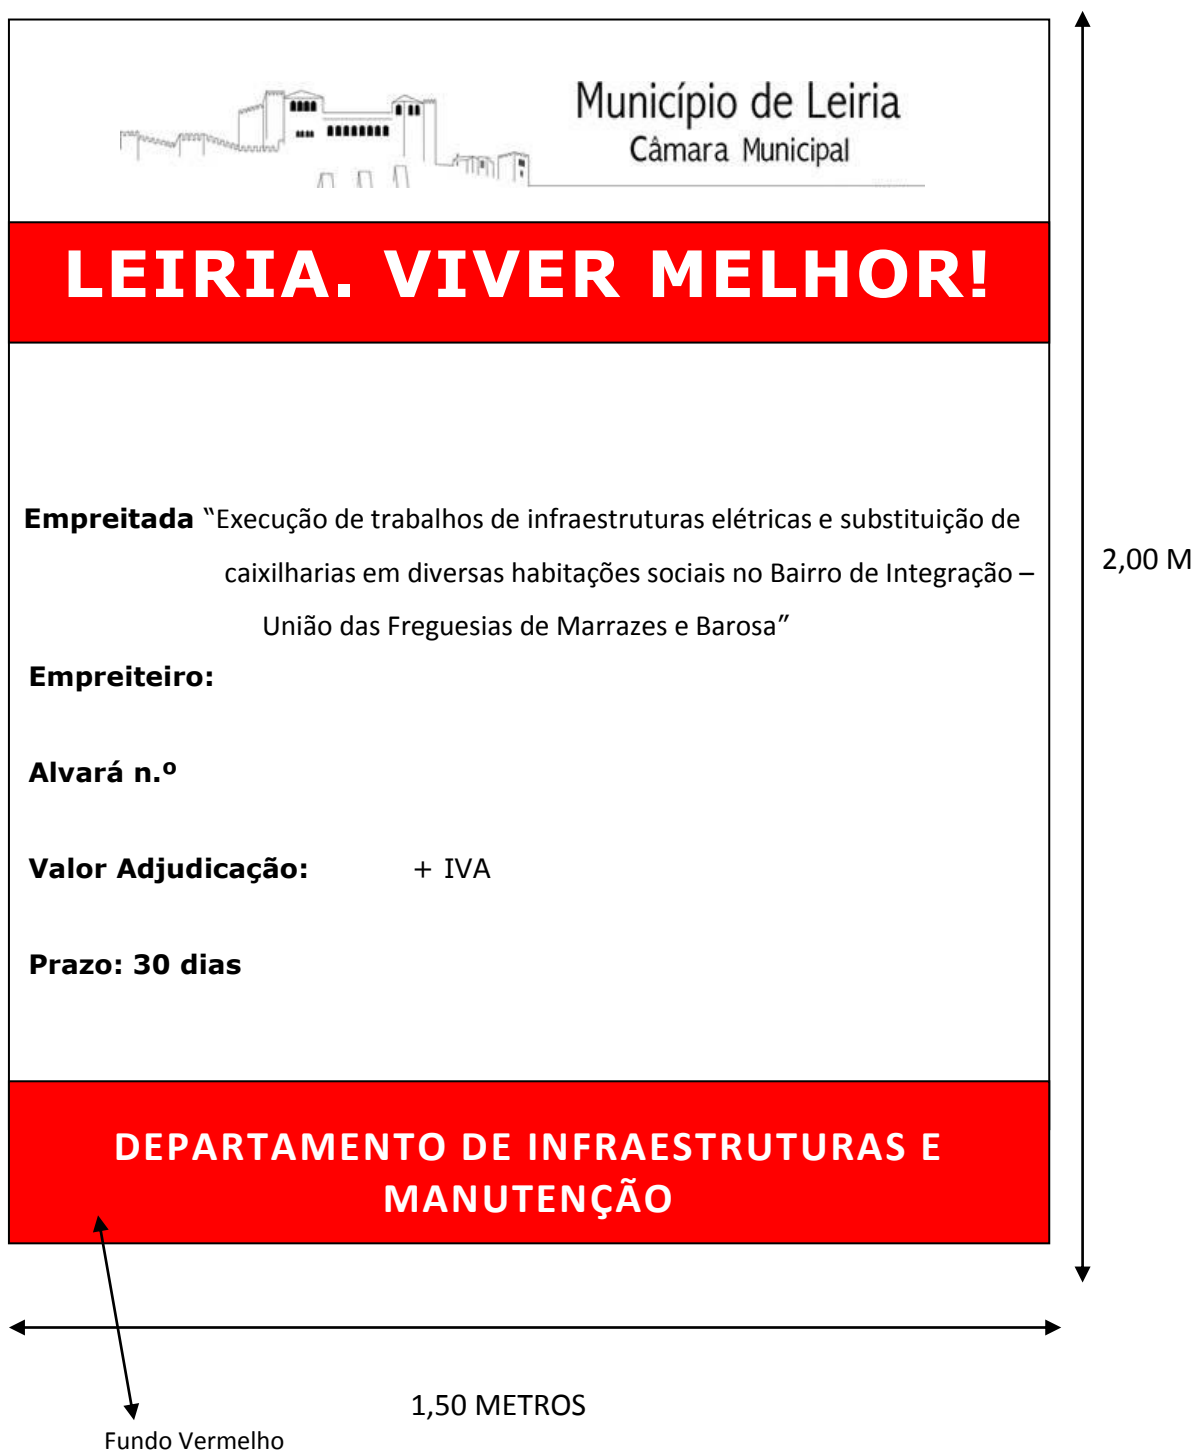 Município de Leiria
Câmara Municipal
LEIRIA. VIVER MELHOR!
Empreitada “Execução de trabalhos de infraestruturas elétricas e substituição de
caixilharias em diversas habitações sociais no Bairro de Integração –
União das Freguesias de Marrazes e Barosa”
2,00 M
Empreiteiro:
Alvará n.º
Valor Adjudicação: + IVA
Prazo: 30 dias
DEPARTAMENTO DE INFRAESTRUTURAS E
MANUTENÇÃO
1,50 METROS
Fundo Vermelho